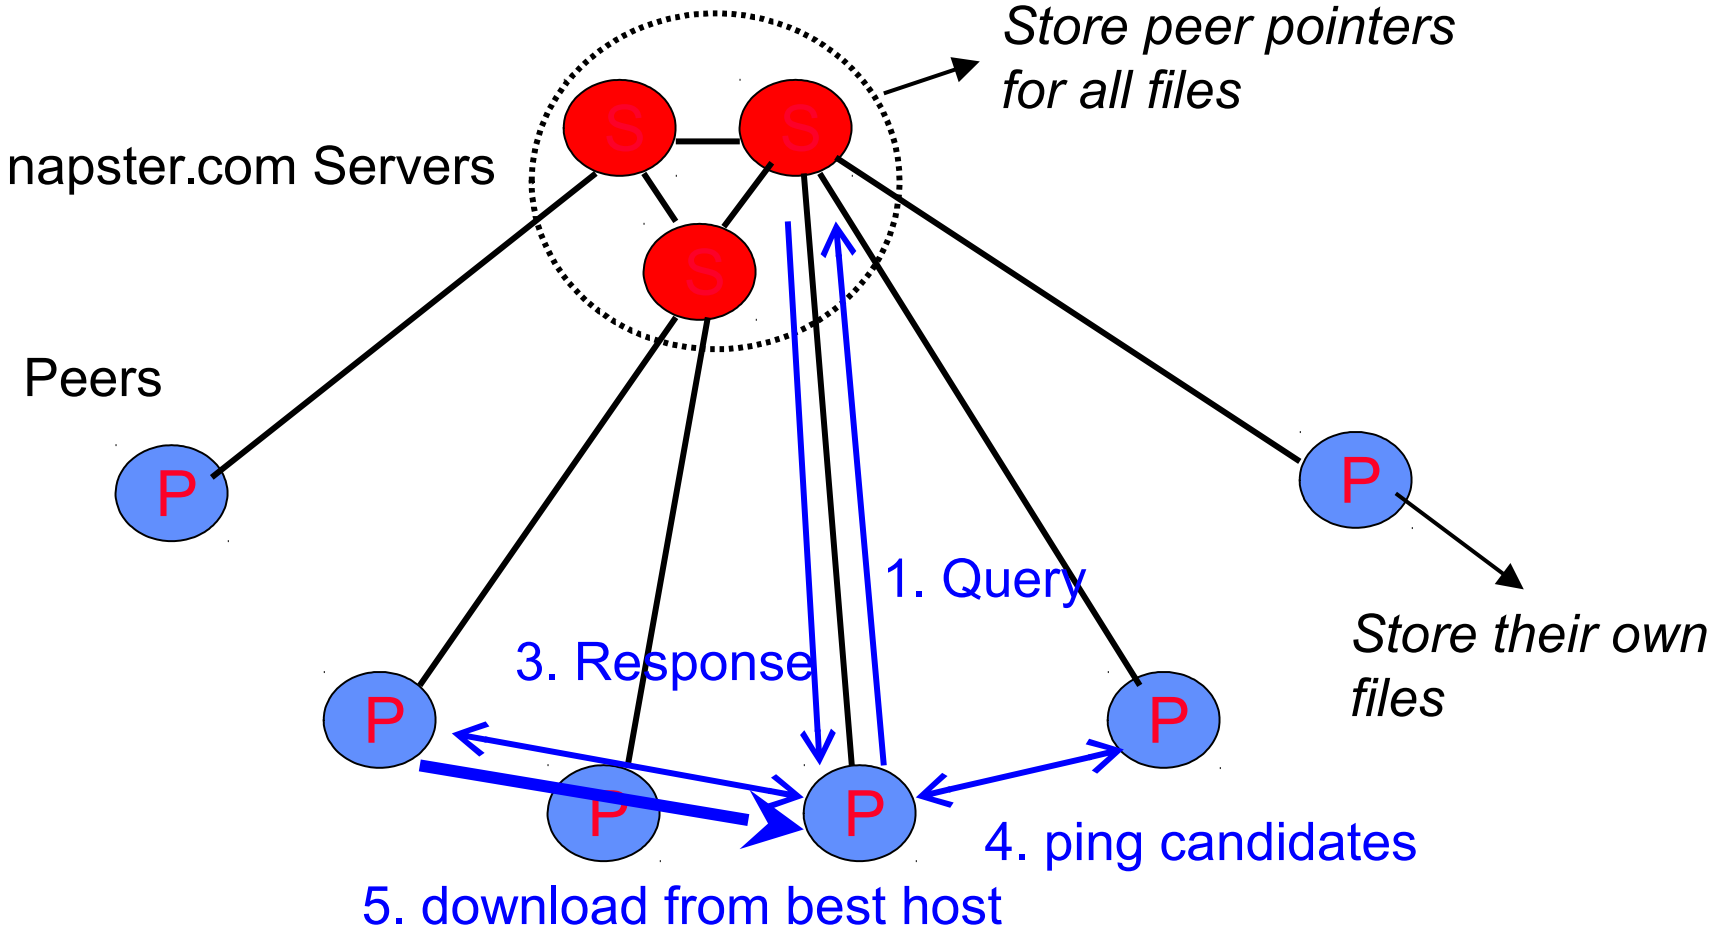 Store peer pointers
for all files
S S
napster.com Servers
S
Peers
P
P
1. Query
Store their own
files
3. Response
P
P
P
P
4. ping candidates
5. download from best host